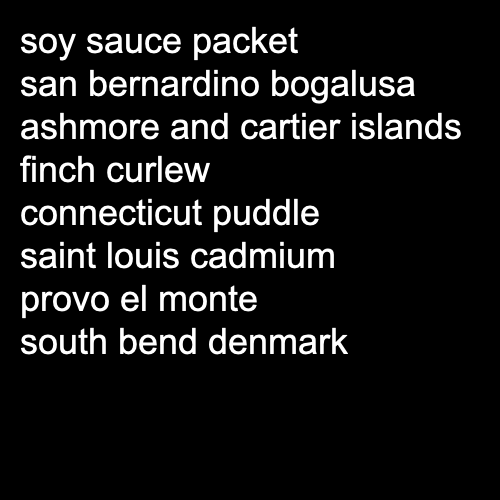 soy sauce packet
san bernardino bogalusa
ashmore and cartier islands
finch curlew
connecticut puddle
saint louis cadmium
provo el monte
south bend denmark